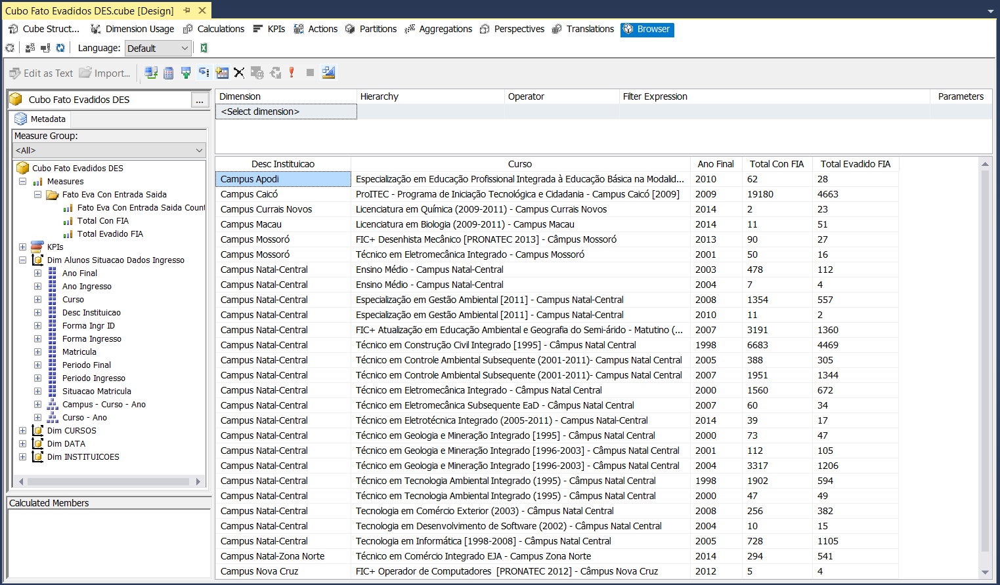 Cubo Fato Evadidos DES.cube [Design]
Cube Struct... Dimension Usage Calculations KPIs Actions Partitions Aggregations Perspectives Translations Browser
Language: Default
Edit as Text Import...
Cubo Fato Evadidos DES ...
Metadata
Measure Group:
<All>
Cubo Fato Evadidos DES
Measures
Fato Eva Con Entrada Saida
Fato Eva Con Entrada Saida Count
Total Con FIA
Total Evadido FIA
KPIs
Dim Alunos Situacao Dados Ingresso
Ano Final
Ano Ingresso
Curso
Desc Instituicao
Forma Ingr ID
Forma Ingresso
Matricula
Periodo Final
Periodo Ingresso
Situacao Matricula
Campus - Curso - Ano
Curso - Ano
Dim CURSOS
Dim DATA
Dim INSTITUICOES
Calculated Members
Dimension Hierarchy Operator Filter Expression Parameters
<Select dimension>
Desc Instituicao Curso Ano Final Total Con FIA Total Evadido FIA
Campus Apodi Especialização em Educação Profissional Integrada à Educação Básica na Modalid... 2010 62 28
Campus Caicó ProITEC - Programa de Iniciação Tecnológica e Cidadania - Campus Caicó [2009] 2009 19180 4663
Campus Currais Novos Licenciatura em Química (2009-2011) - Campus Currais Novos 2014 2 23
Campus Macau Licenciatura em Biologia (2009-2011) - Campus Macau 2014 11 51
Campus Mossoró FIC+ Desenhista Mecânico [PRONATEC 2013] - Câmpus Mossoró 2013 90 27
Campus Mossoró Técnico em Eletromecânica Integrado - Campus Mossoró 2001 50 16
Campus Natal-Central Ensino Médio - Campus Natal-Central 2003 478 112
Campus Natal-Central Ensino Médio - Campus Natal-Central 2004 7 4
Campus Natal-Central Especialização em Gestão Ambiental [2011] - Campus Natal-Central 2008 1354 557
Campus Natal-Central Especialização em Gestão Ambiental [2011] - Campus Natal-Central 2010 11 2
Campus Natal-Central FIC+ Atualização em Educação Ambiental e Geografia do Semi-árido - Matutino (... 2007 3191 1360
Campus Natal-Central Técnico em Construção Civil Integrado [1995] - Câmpus Natal Central 1998 6683 4469
Campus Natal-Central Técnico em Controle Ambiental Subsequente (2001-2011)- Campus Natal Central 2005 388 305
Campus Natal-Central Técnico em Controle Ambiental Subsequente (2001-2011)- Campus Natal Central 2007 1951 1344
Campus Natal-Central Técnico em Eletromecânica Integrado - Câmpus Natal Central 2000 1560 672
Campus Natal-Central Técnico em Eletromecânica Subsequente EaD - Câmpus Natal Central 2007 60 34
Campus Natal-Central Técnico em Eletrotécnica Integrado (2005-2011) - Campus Natal-Central 2014 39 17
Campus Natal-Central Técnico em Geologia e Mineração Integrado [1995] - Câmpus Natal Central 2000 73 47
Campus Natal-Central Técnico em Geologia e Mineração Integrado [1996-2003] - Câmpus Natal Central 2001 112 105
Campus Natal-Central Técnico em Geologia e Mineração Integrado [1996-2003] - Câmpus Natal Central 2004 3317 1206
Campus Natal-Central Técnico em Tecnologia Ambiental Integrado (1995) - Câmpus Natal Central 1998 1902 594
Campus Natal-Central Técnico em Tecnologia Ambiental Integrado (1995) - Câmpus Natal Central 2000 47 49
Campus Natal-Central Tecnologia em Comércio Exterior (2003) - Câmpus Natal Central 2008 256 382
Campus Natal-Central Tecnologia em Desenvolvimento de Software (2002) - Câmpus Natal Central 2004 10 15
Campus Natal-Central Tecnologia em Informática [1998-2008] - Câmpus Natal Central 2005 728 1105
Campus Natal-Zona Norte Técnico em Comércio Integrado EJA - Campus Zona Norte 2014 294 541
Campus Nova Cruz FIC+ Operador de Computadores [PRONATEC 2012] - Câmpus Nova Cruz 2012 5 4